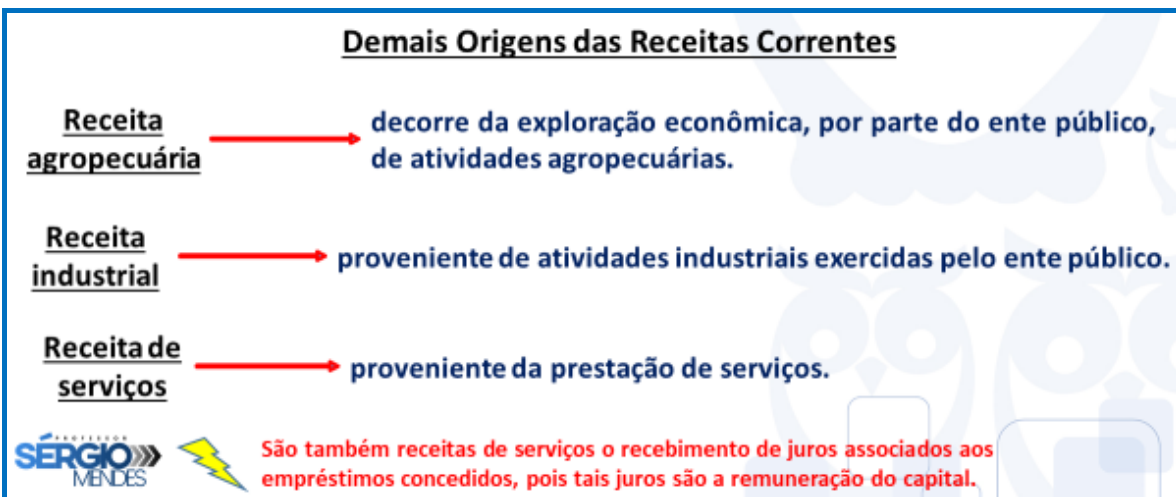 Demais Origens das Receitas Correntes
Receita
agropecuária
decorre da exploração econômica, por parte do ente público,
de atividades agropecuárias.
Receita
industrial
proveniente de atividades industriais exercidas pelo ente público.
Receita de
serviços
proveniente da prestação de serviços.
PROFESSOR
SÉRGIO
MENDES
São também receitas de serviços o recebimento de juros associados aos
empréstimos concedidos, pois tais juros são a remuneração do capital.